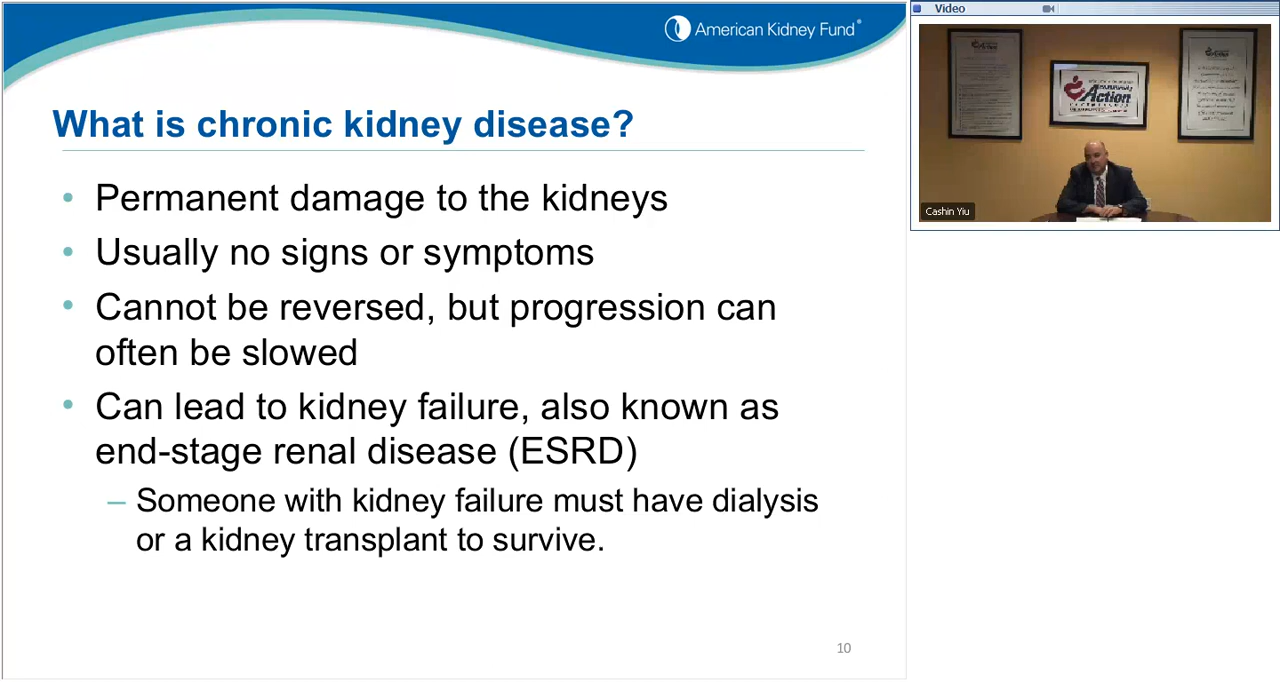 American Kidney Fund®
What is chronic kidney disease?
• Permanent damage to the kidneys
• Usually no signs or symptoms
• Cannot be reversed, but progression can
often be slowed
• Can lead to kidney failure, also known as
end-stage renal disease (ESRD)
– Someone with kidney failure must have dialysis
or a kidney transplant to survive.
10
Video
Action
Action
Cashin Yiu